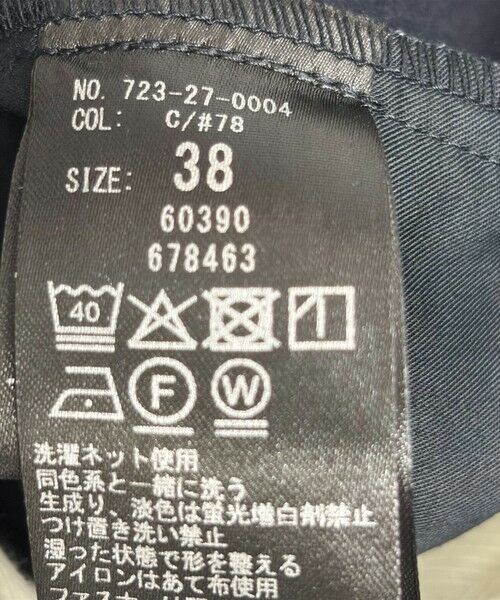 NO. 723-27-0004
COL: C/#78
SIZE: 38
60390
678463
40
F W
洗濯ネット使用
同色系と一緒に洗う
生成り、淡色は蛍光増白剤禁止
つけ置き洗い禁止
湿った状態で形を整える
アイロンはあて布使用